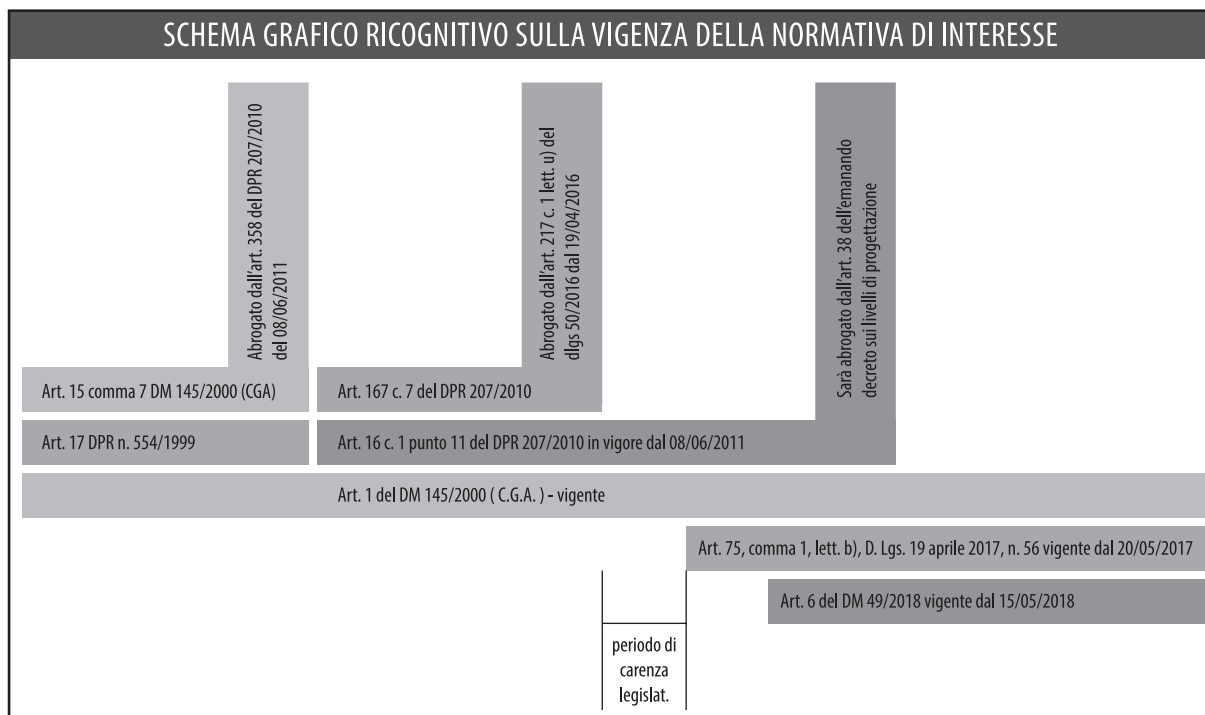 SCHEMA GRAFICO RICOGNITIVO SULLA VIGENZA DELLA NORMATIVA DI INTERESSE
Abrogato dall'art. 358 del DPR 207/2010
del 08/06/2011
Abrogato dall'art. 217 c. 1 lett. u) del
dlgs 50/2016 dal 19/04/2016
Sarà abrogato dall'art. 38 dell'emanando
decreto sui livelli di progettazione
Art. 15 comma 7 DM 145/2000 (CGA)
Art. 167 c. 7 del DPR 207/2010
Art. 17 DPR n. 554/1999
Art. 16 c. 1 punto 11 del DPR 207/2010 in vigore dal 08/06/2011
Art. 1 del DM 145/2000 ( C.G.A. ) - vigente
Art. 75, comma 1, lett. b), D. Lgs. 19 aprile 2017, n. 56 vigente dal 20/05/2017
Art. 6 del DM 49/2018 vigente dal 15/05/2018
periodo di
carenza
legislat.